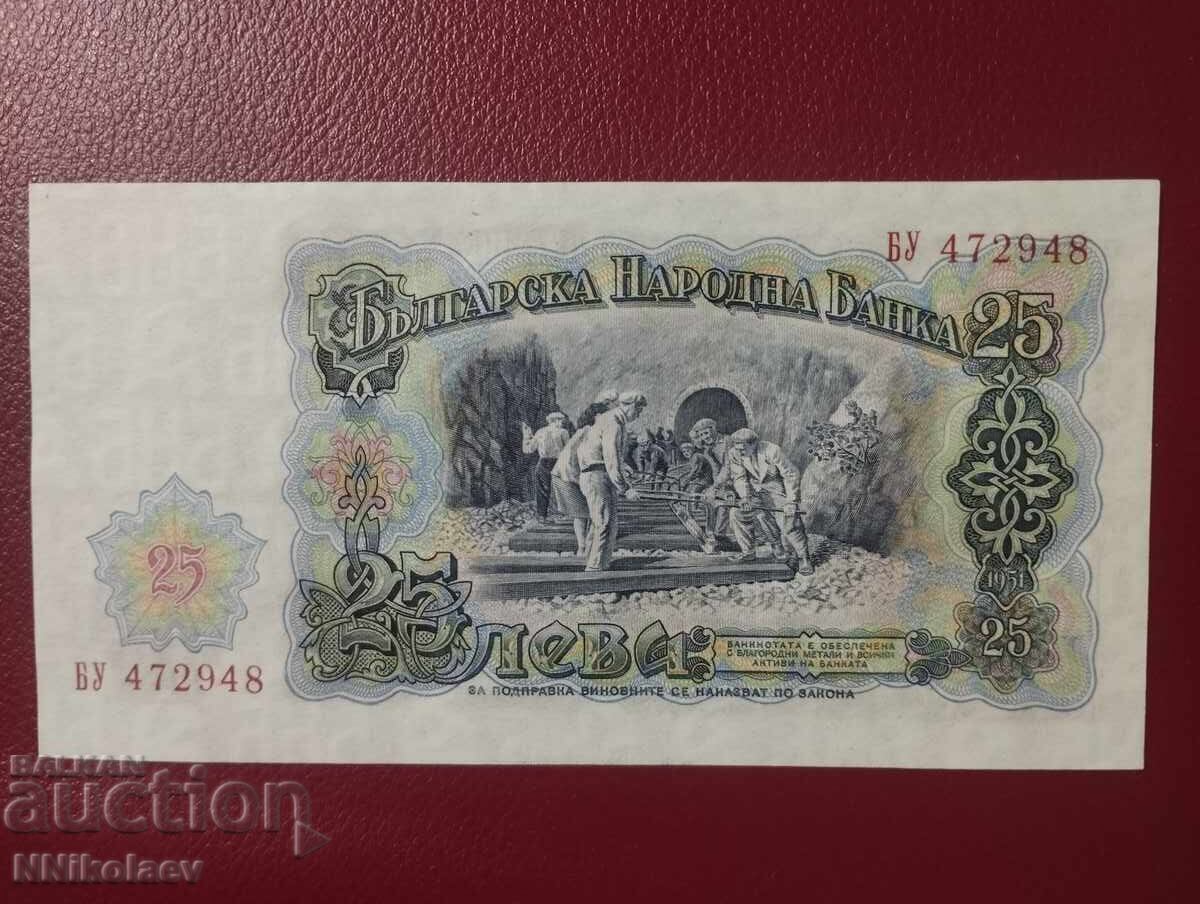 БУ 472948
БЪЛГАРСКА НАРОДНА БАНКА
25
25
1951
25 ЛЕВА
БАНКНОТАТА Е ОБЕСПЕЧЕНА
С БЛАГОРОДНИ МЕТАЛИ И ВСИЧКИ
АКТИВИ НА БАНКАТА
25
БУ 472948
ЗА ПОДПРАВКА ВИНОВНИТЕ СЕ НАКАЗВАТ ПО ЗАКОНА
BALKAN
auction
NNikolaev